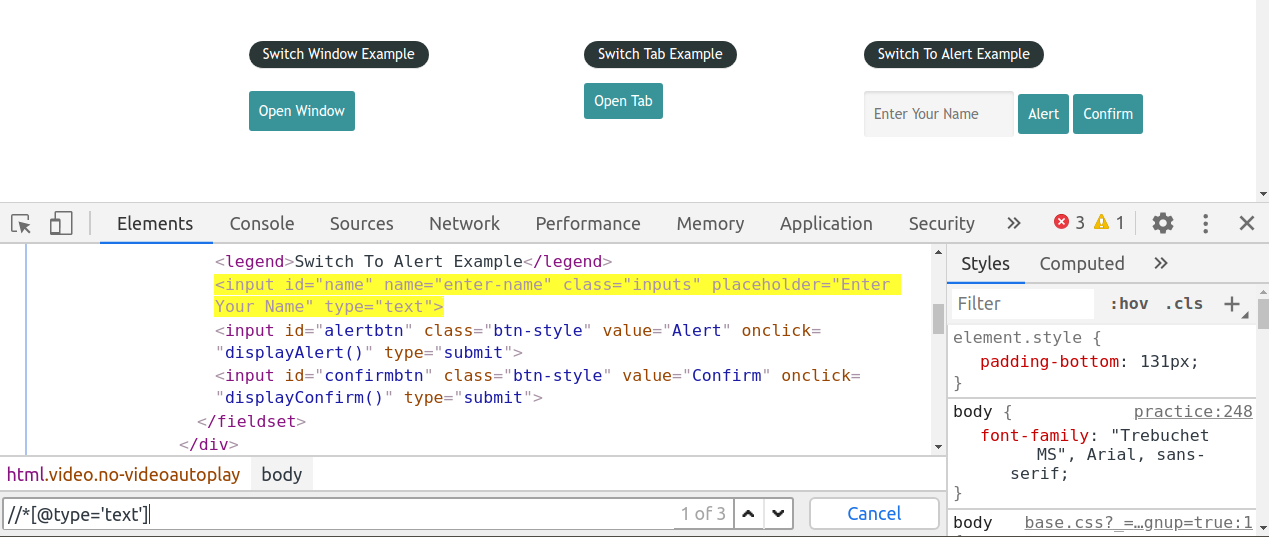 Switch Window Example
Switch Tab Example
Switch To Alert Example
Open Window
Open Tab
Enter Your Name
Alert
Confirm
Elements
Console
Sources
Network
Performance
Memory
Application
Security
»
3
1
<legend>Switch To Alert Example</legend>
<input id="name" name="enter-name" class="inputs" placeholder="Enter
Your Name" type="text">
<input id="alertbtn" class="btn-style" value="Alert" onclick=
"displayAlert()" type="submit">
<input id="confirmbtn" class="btn-style" value="Confirm" onclick=
"displayConfirm()" type="submit">
</fieldset>
</div>
html.video.no-videoautoplay
body
//*[@type='text']
1 of 3
Cancel
Styles
Computed
»
Filter
:hov
.cls
+
element.style {
padding-bottom: 131px;
}
body {
practice:248
font-family: "Trebuchet
MS", Arial, sans-
serif;
}
body
base.css?_=…gnup=true:1